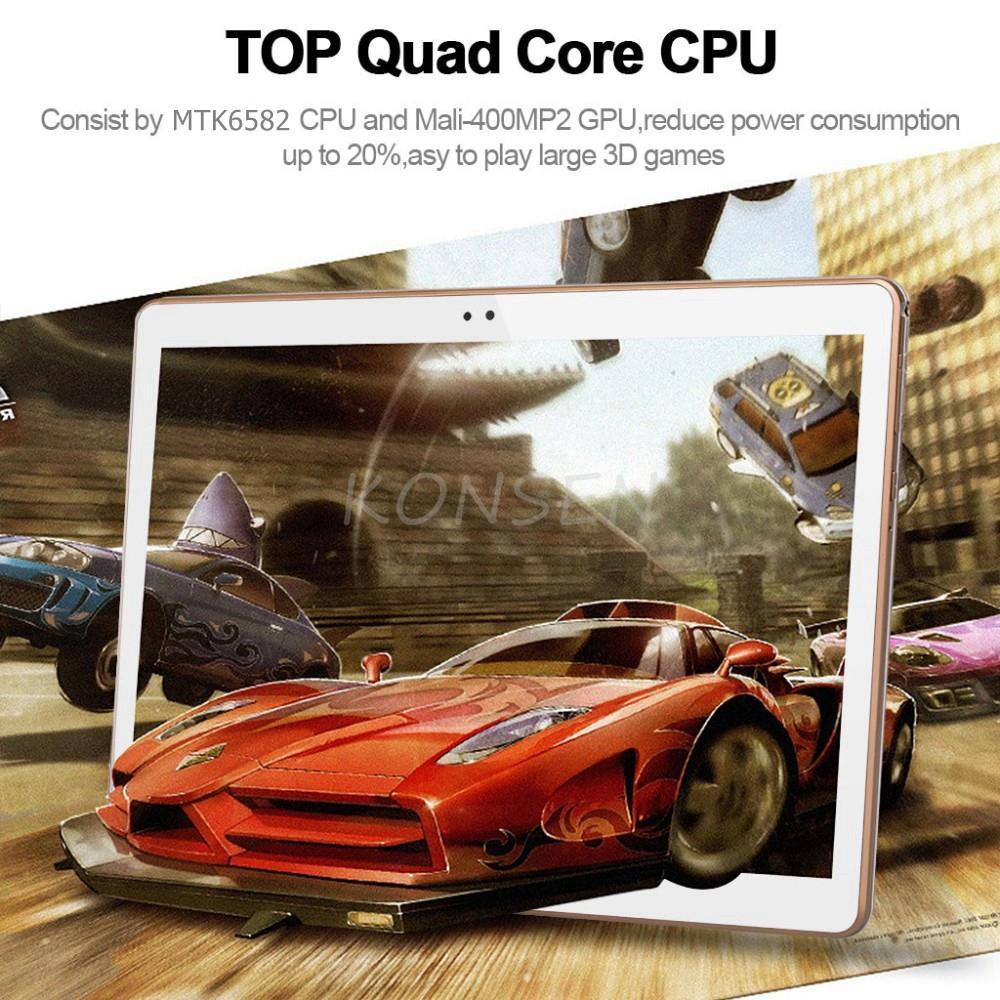 TOP Quad Core CPU
Consist by MTK6582 CPU and Mali-400MP2 GPU,reduce power consumption
up to 20%,asy to play large 3D games
KONSEN